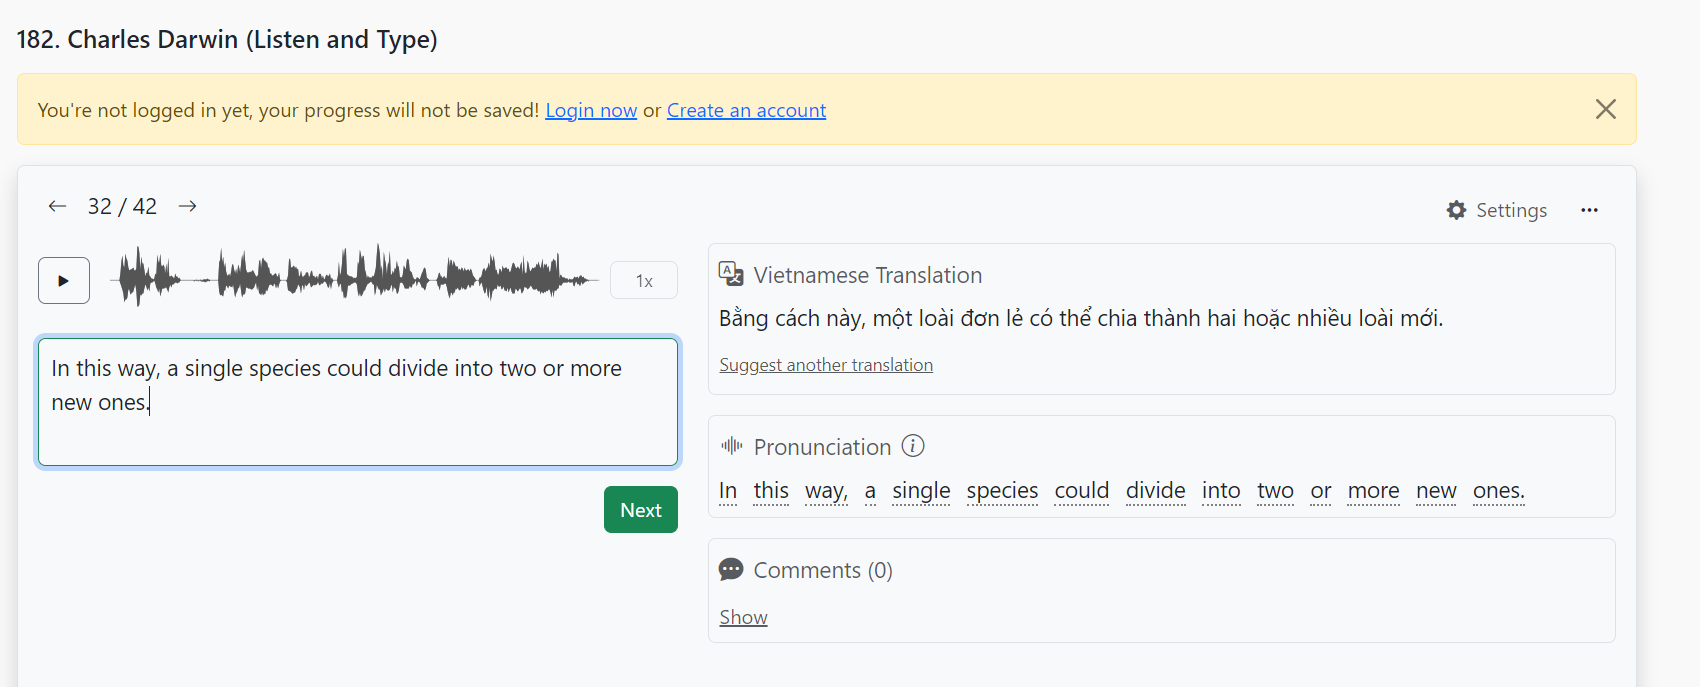 182. Charles Darwin (Listen and Type)
You're not logged in yet, your progress will not be saved! Login now or Create an account
32 / 42
Settings
1x
In this way, a single species could divide into two or more
new ones.
Next
Vietnamese Translation
Bằng cách này, một loài đơn lẻ có thể chia thành hai hoặc nhiều loài mới.
Suggest another translation
Pronunciation
In this way, a single species could divide into two or more new ones.
Comments (0)
Show